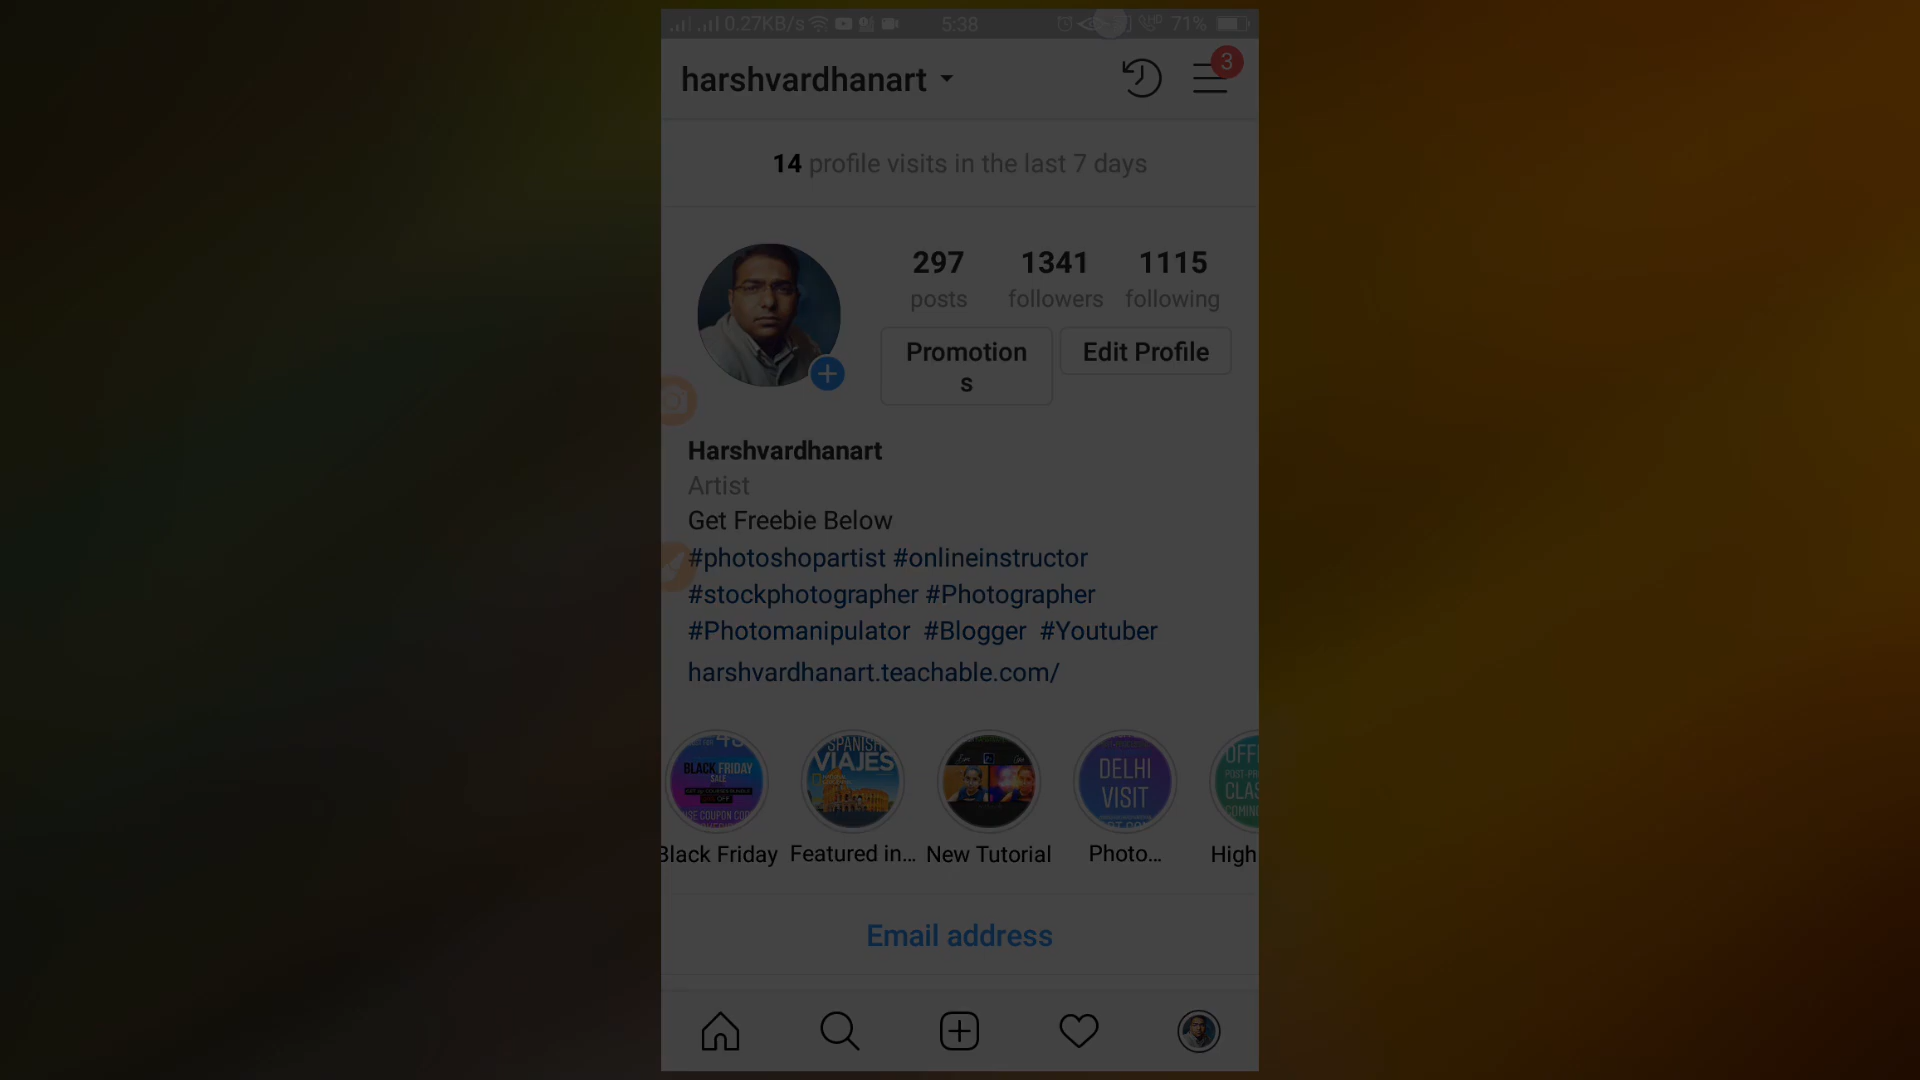 0.27KB/s 5:38 71%
harshvardhanart
3
14 profile visits in the last 7 days
297 1341 1115
posts followers following
Promotion
s
Edit Profile
Harshvardhanart
Artist
Get Freebie Below
#photoshopartist #onlineinstructor
#stockphotographer #Photographer
#Photomanipulator #Blogger #Youtuber
harshvardhanart.teachable.com/
BLACK FRIDAY
SALE
SPANISH
VIAJES
DELHI
VISIT
Black Friday Featured in... New Tutorial Photo... High
Email address